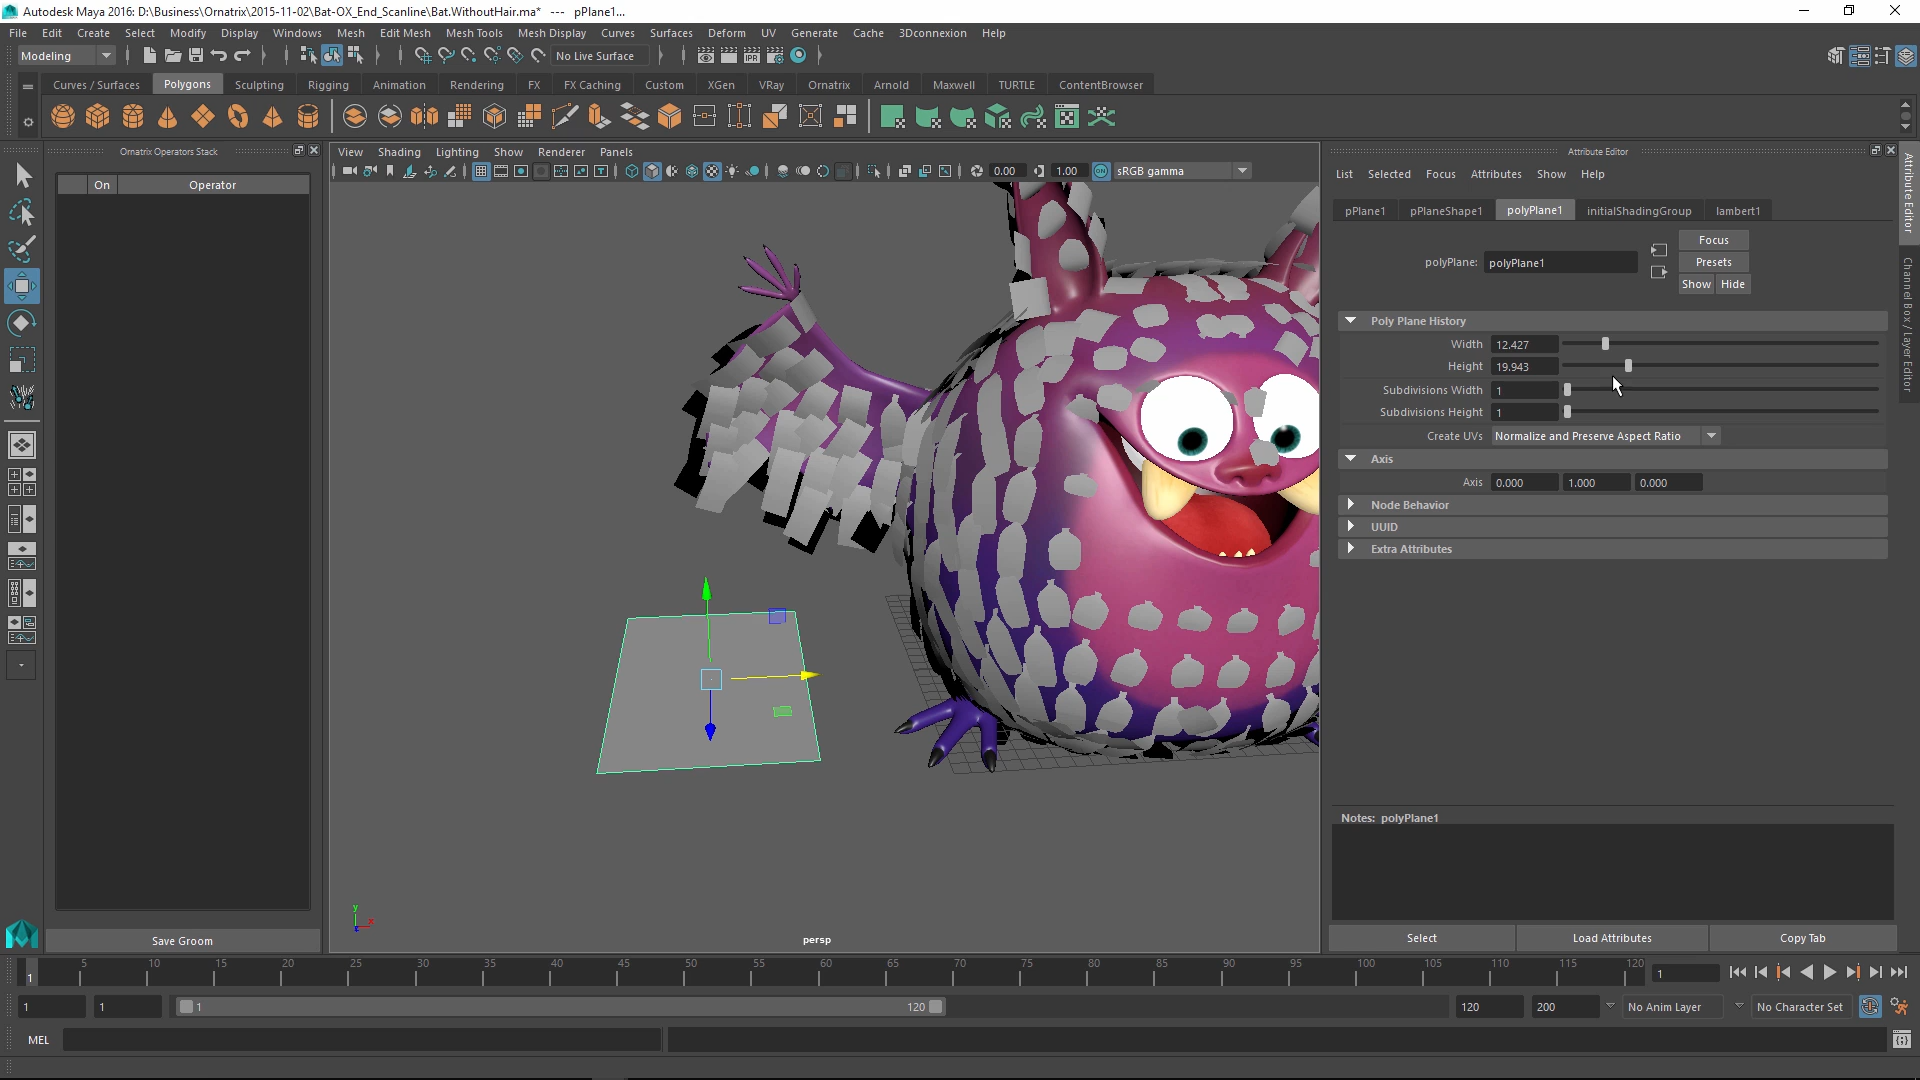 Autodesk Maya 2016: D:\Business\Ornatrix\2015-11-02\Bat-OX_End_Scanline\Bat.WithoutHair.ma* --- pPlane1...
File Edit Create Select Modify Display Windows Mesh Edit Mesh Mesh Tools Mesh Display Curves Surfaces Deform UV Generate Cache 3Dconnexion Help
Modeling No Live Surface IPR
Curves / Surfaces Polygons Sculpting Rigging Animation Rendering FX FX Caching Custom XGen VRay Ornatrix Arnold Maxwell TURTLE ContentBrowser
Ornatrix Operators Stack
On Operator
Save Groom
View Shading Lighting Show Renderer Panels
0.00 1.00 ON sRGB gamma
persp
y x
Attribute Editor
List Selected Focus Attributes Show Help
pPlane1 pPlaneShape1 polyPlane1 initialShadingGroup lambert1
Focus
polyPlane: polyPlane1 Presets
Show Hide
Poly Plane History
Width 12.427
Height 19.943
Subdivisions Width 1
Subdivisions Height 1
Create UVs Normalize and Preserve Aspect Ratio
Axis
Axis 0.000 1.000 0.000
Node Behavior
UUID
Extra Attributes
Notes: polyPlane1
Select Load Attributes Copy Tab
Attribute Editor
Channel Box / Layer Editor
1 5 10 15 20 25 30 35 40 45 50 55 60 65 70 75 80 85 90 95 100 105 110 115 120 1
1 1 1 120 120 200 No Anim Layer No Character Set
MEL